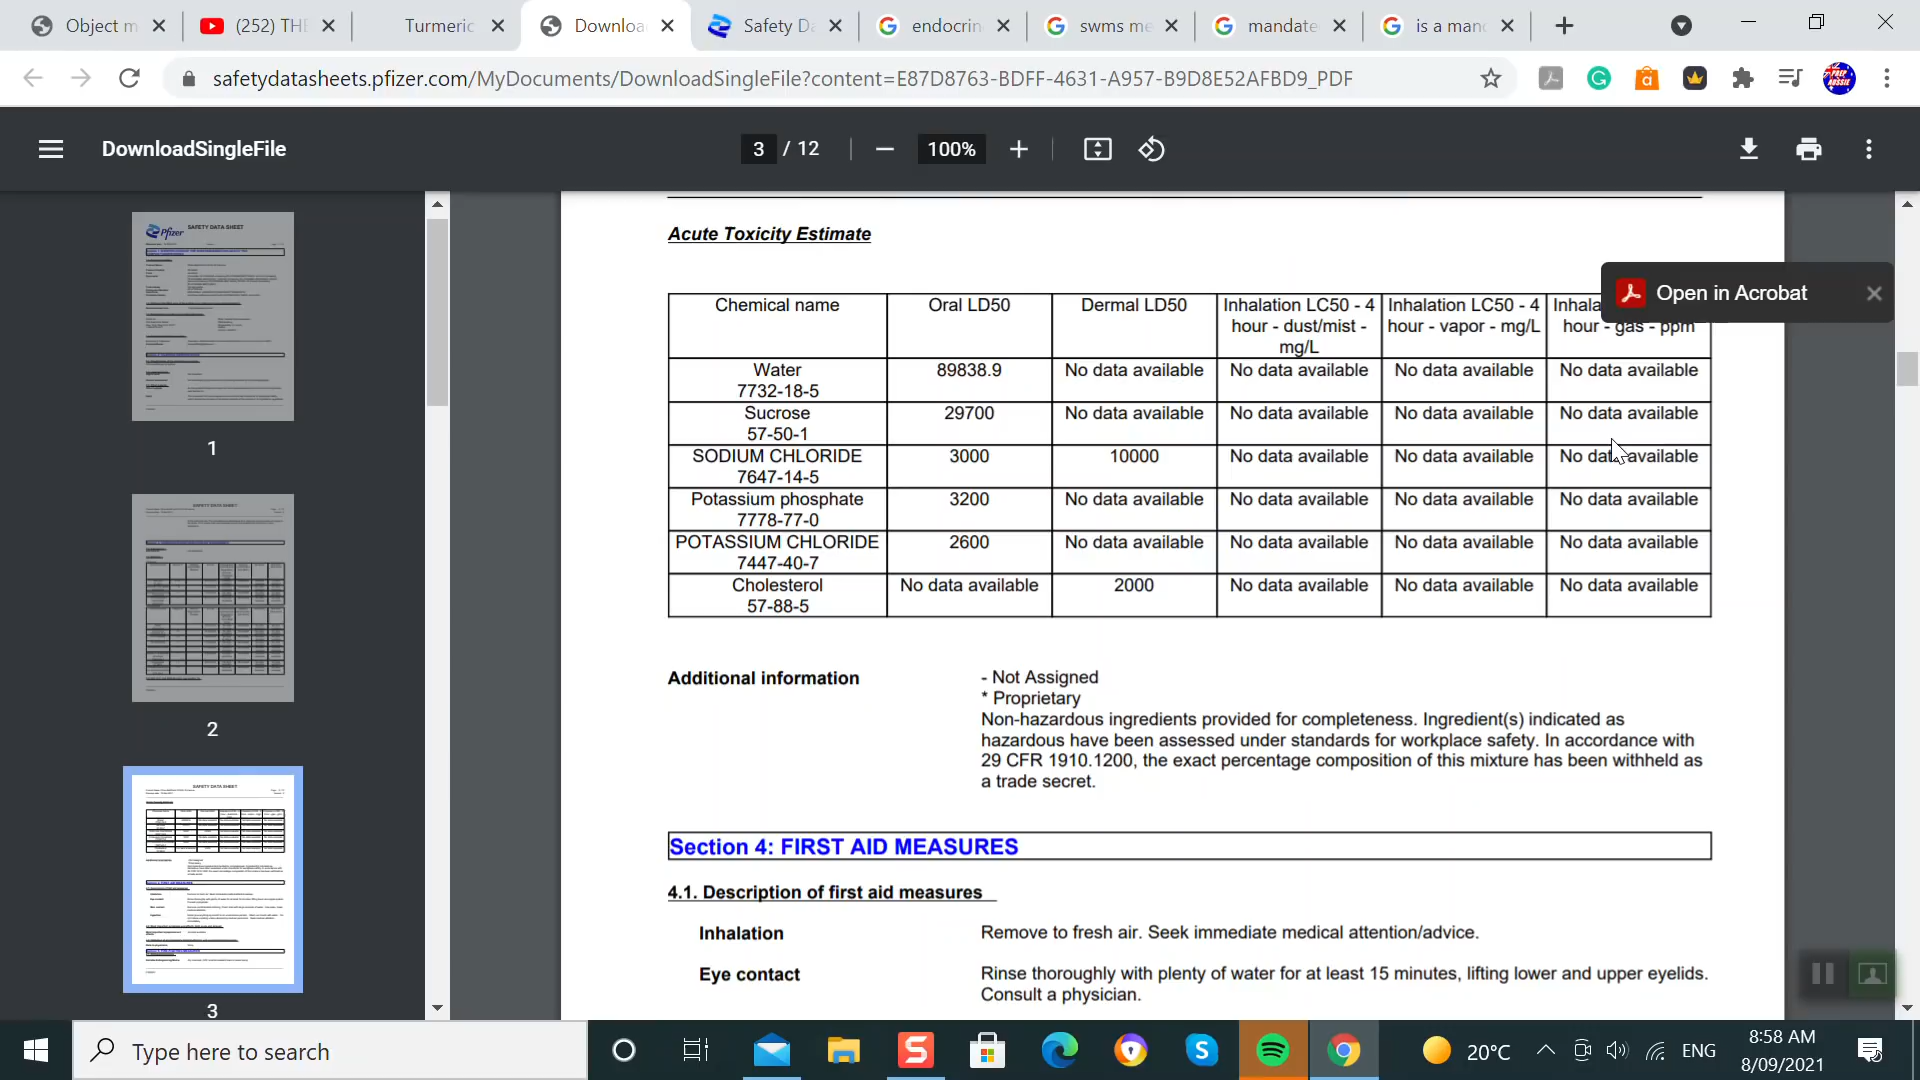 Object m
(252) THE
Turmeric
Downloa
Safety Da
endocrin
swms me
mandate
is a mand
safetydatasheets.pfizer.com/MyDocuments/DownloadSingleFile?content=E87D8763-BDFF-4631-A957-B9D8E52AFBD9_PDF
DownloadSingleFile
3 / 12
100%
Acute Toxicity Estimate
Open in Acrobat
Chemical name Oral LD50 Dermal LD50 Inhalation LC50 - 4 hour - dust/mist - mg/L Inhalation LC50 - 4 hour - vapor - mg/L Inhala hour - gas - ppm
Water 7732-18-5 89838.9 No data available No data available No data available No data available
Sucrose 57-50-1 29700 No data available No data available No data available No data available
SODIUM CHLORIDE 7647-14-5 3000 10000 No data available No data available No data available
Potassium phosphate 7778-77-0 3200 No data available No data available No data available No data available
POTASSIUM CHLORIDE 7447-40-7 2600 No data available No data available No data available No data available
Cholesterol 57-88-5 No data available 2000 No data available No data available No data available
Additional information
- Not Assigned
* Proprietary
Non-hazardous ingredients provided for completeness. Ingredient(s) indicated as
hazardous have been assessed under standards for workplace safety. In accordance with
29 CFR 1910.1200, the exact percentage composition of this mixture has been withheld as
a trade secret.
Section 4: FIRST AID MEASURES
4.1. Description of first aid measures
Inhalation Remove to fresh air. Seek immediate medical attention/advice.
Eye contact Rinse thoroughly with plenty of water for at least 15 minutes, lifting lower and upper eyelids.
Consult a physician.
Pfizer
SAFETY DATA SHEET
1
2
3
Type here to search
20°C
ENG
8:58 AM
8/09/2021